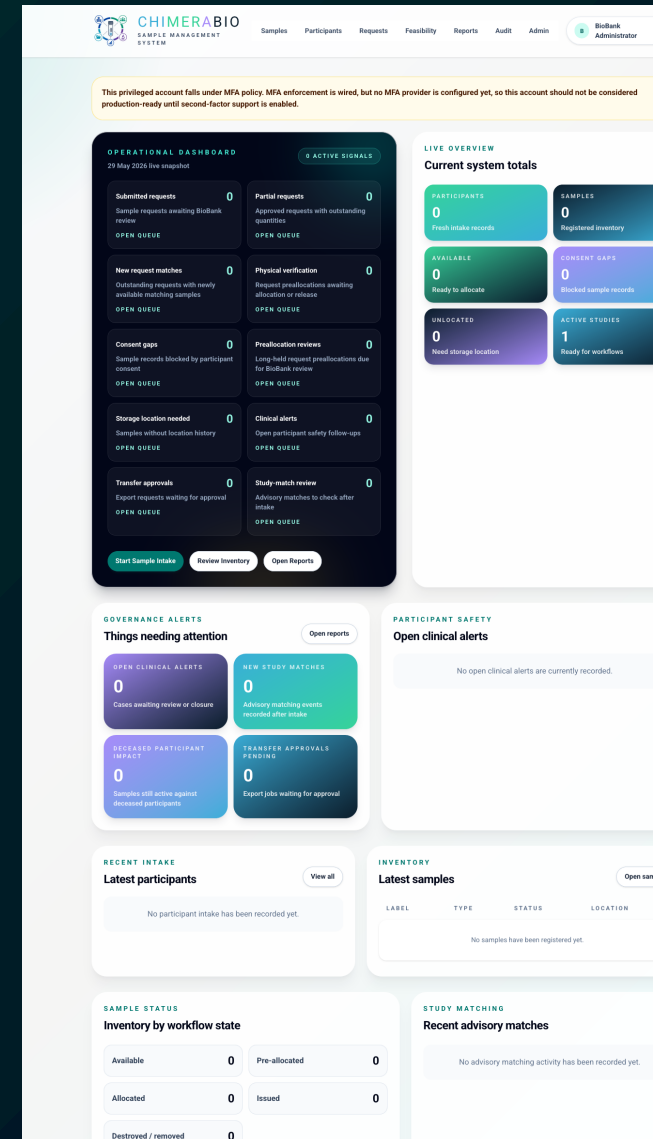 CHIMERABIO
SAMPLE MANAGEMENT
SYSTEM
Samples
Participants
Requests
Feasibility
Reports
Audit
Admin
B
BioBank
Administrator
This privileged account falls under MFA policy. MFA enforcement is wired, but no MFA provider is configured yet, so this account should not be considered
production-ready until second-factor support is enabled.
OPERATIONAL DASHBOARD
29 May 2026 live snapshot
0 ACTIVE SIGNALS
Submitted requests 0
Sample requests awaiting BioBank
review
OPEN QUEUE
Partial requests 0
Approved requests with outstanding
quantities
OPEN QUEUE
New request matches 0
Outstanding requests with newly
available matching samples
OPEN QUEUE
Physical verification 0
Request preallocations awaiting
allocation or release
OPEN QUEUE
Consent gaps 0
Sample records blocked by participant
consent
OPEN QUEUE
Preallocation reviews 0
Long-held request preallocations due
for BioBank review
OPEN QUEUE
Storage location needed 0
Samples without location history
OPEN QUEUE
Clinical alerts 0
Open participant safety follow-ups
OPEN QUEUE
Transfer approvals 0
Export requests waiting for approval
OPEN QUEUE
Study-match review 0
Advisory matches to check after
intake
OPEN QUEUE
Start Sample Intake
Review Inventory
Open Reports
LIVE OVERVIEW
Current system totals
PARTICIPANTS
0
Fresh intake records
SAMPLES
0
Registered inventory
AVAILABLE
0
Ready to allocate
CONSENT GAPS
0
Blocked sample records
UNLOCATED
0
Need storage location
ACTIVE STUDIES
1
Ready for workflows
GOVERNANCE ALERTS
Things needing attention
Open reports
OPEN CLINICAL ALERTS
0
Cases awaiting review or closure
NEW STUDY MATCHES
0
Advisory matching events
recorded after intake
DECEASED PARTICIPANT
IMPACT
0
Samples still active against
deceased participants
TRANSFER APPROVALS
PENDING
0
Export jobs waiting for approval
PARTICIPANT SAFETY
Open clinical alerts
No open clinical alerts are currently recorded.
RECENT INTAKE
Latest participants
View all
No participant intake has been recorded yet.
INVENTORY
Latest samples
Open sam
LABEL TYPE STATUS LOCATION
No samples have been registered yet.
SAMPLE STATUS
Inventory by workflow state
Available 0
Pre-allocated 0
Allocated 0
Issued 0
Destroyed / removed 0
STUDY MATCHING
Recent advisory matches
No advisory matching activity has been recorded yet.